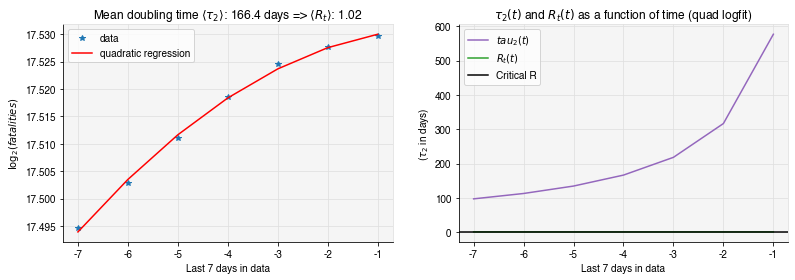 Mean doubling time ⟨τ₂⟩: 166.4 days => ⟨Rₜ⟩: 1.02
data
quadratic regression
log₂(fatalities)
17.530
17.525
17.520
17.515
17.510
17.505
17.500
17.495
-7 -6 -5 -4 -3 -2 -1
Last 7 days in data
τ₂(t) and Rₜ(t) as a function of time (quad logfit)
tau₂(t)
Rₜ(t)
Critical R
(τ₂ in days)
600
500
400
300
200
100
0
-7 -6 -5 -4 -3 -2 -1
Last 7 days in data